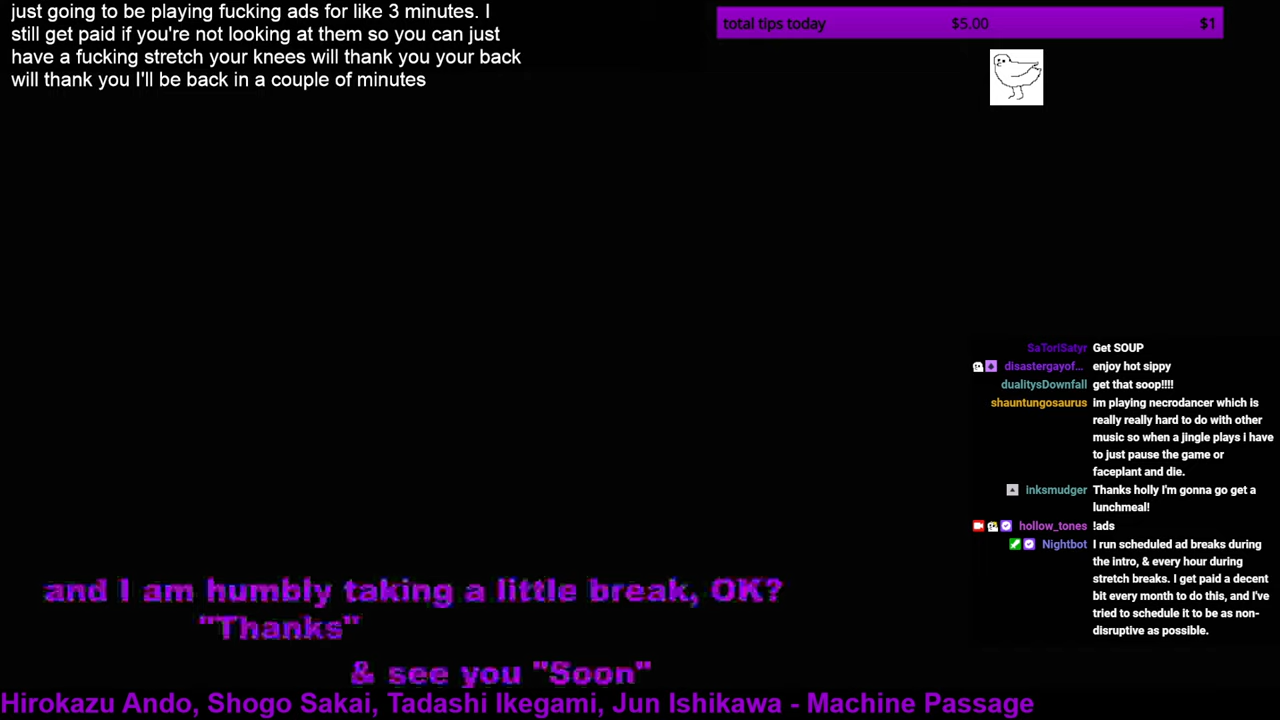 just going to be playing fucking ads for like 3 minutes. I
still get paid if you're not looking at them so you can just
have a fucking stretch your knees will thank you your back
will thank you I'll be back in a couple of minutes
total tips today $5.00 $1
SaToriSatyr Get SOUP
disastergayof... enjoy hot sippy
dualitysDownfall get that soop!!!!
shauntungosaurus im playing necrodancer which is
really really hard to do with other
music so when a jingle plays i have
to just pause the game or
faceplant and die.
inksmudger Thanks holly I'm gonna go get a
lunchmeal!
hollow_tones !ads
Nightbot I run scheduled ad breaks during
the intro, & every hour during
stretch breaks. I get paid a decent
bit every month to do this, and I've
tried to schedule it to be as non-
disruptive as possible.
and I am humbly taking a little break, OK?
"Thanks"
& see you "Soon"
Hirokazu Ando, Shogo Sakai, Tadashi Ikegami, Jun Ishikawa - Machine Passage